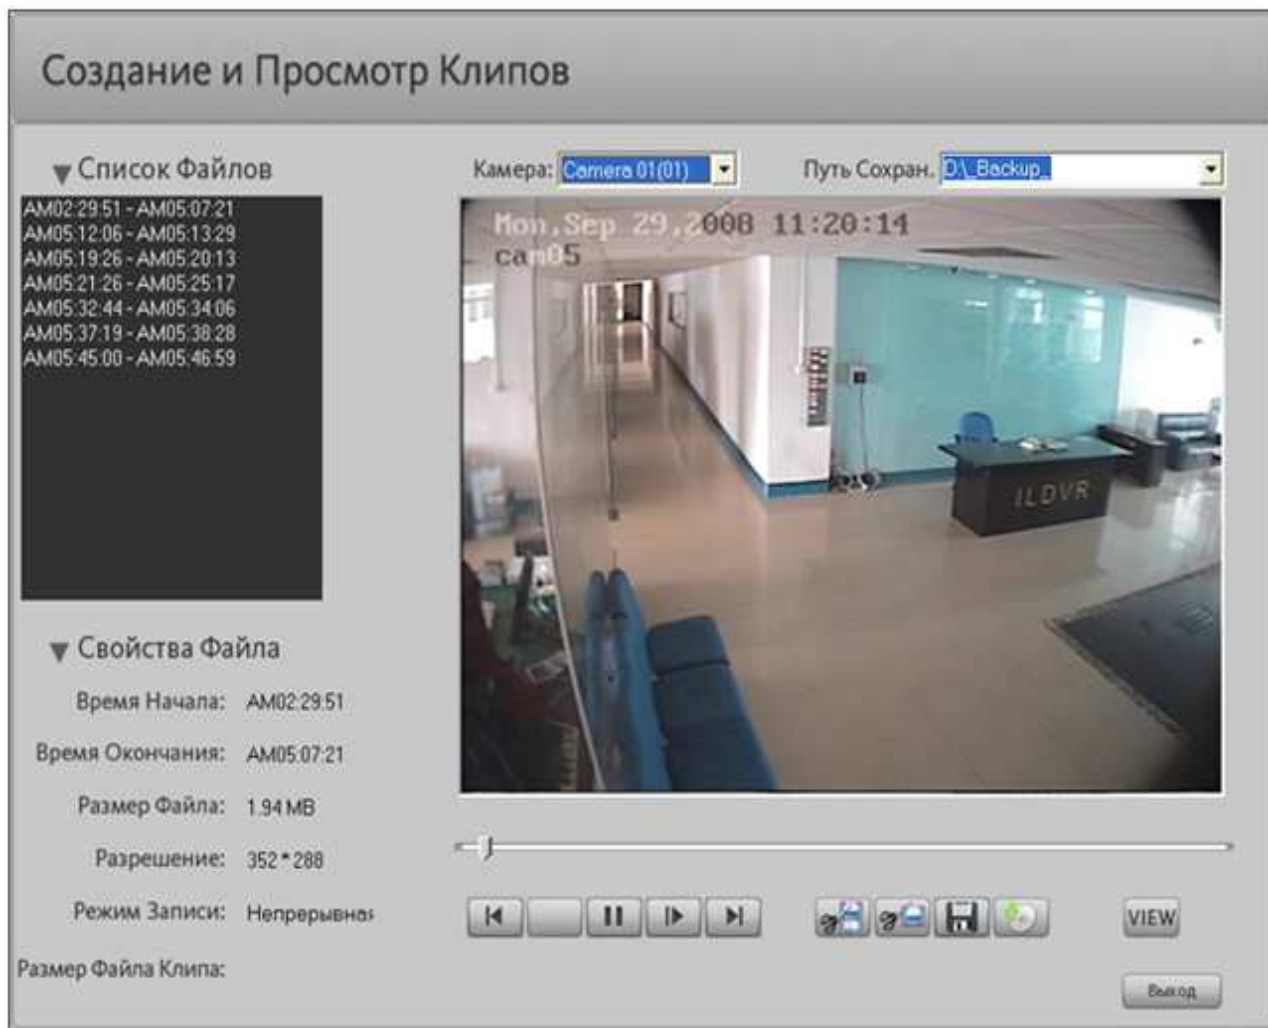 Создание и Просмотр Клипов
Список Файлов
Камера: Camera 01(01)
Путь Сохран. D:\_Backup_
AM02:29:51 - AM05:07:21
AM05:12:06 - AM05:13:29
AM05:19:26 - AM05:20:13
AM05:21:26 - AM05:25:17
AM05:32:44 - AM05:34:06
AM05:37:19 - AM05:38:28
AM05:45:00 - AM05:46:59
Mon,Sep 29,2008 11:20:14
cam05
ILDVR
Свойства Файла
Время Начала: AM02:29:51
Время Окончания: AM05:07:21
Размер Файла: 1.94 MB
Разрешение: 352 * 288
Режим Записи: Непрерывная
Размер Файла Клипа:
VIEW
Выход